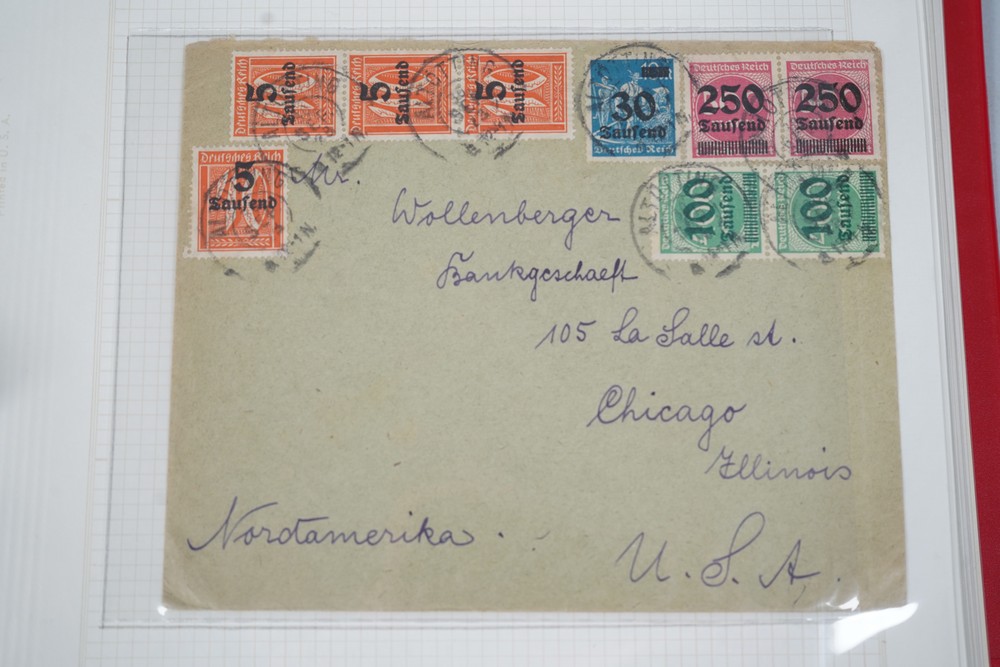 5 Tausend
5 Tausend
5 Tausend
30
Tausend
Deutsches Reich
Deutsches Reich
250
Tausend
Deutsches Reich
250
Tausend
Deutsches Reich
5
Tausend
100 Tausend
100 Tausend
Wollenberger
Bankgeschaeft
105 La Salle st.
Chicago
Illinois
Nordamerika.
U. S. A.